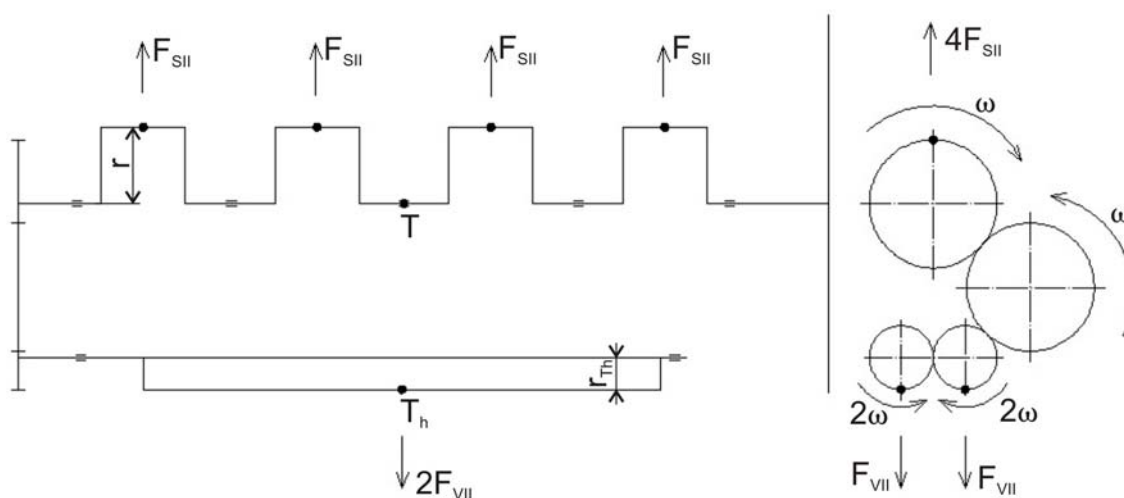 F_SII F_SII F_SII F_SII 4F_SII
ω
r
T
ω
r_Th
T_h
2ω 2ω
2F_VII F_VII F_VII